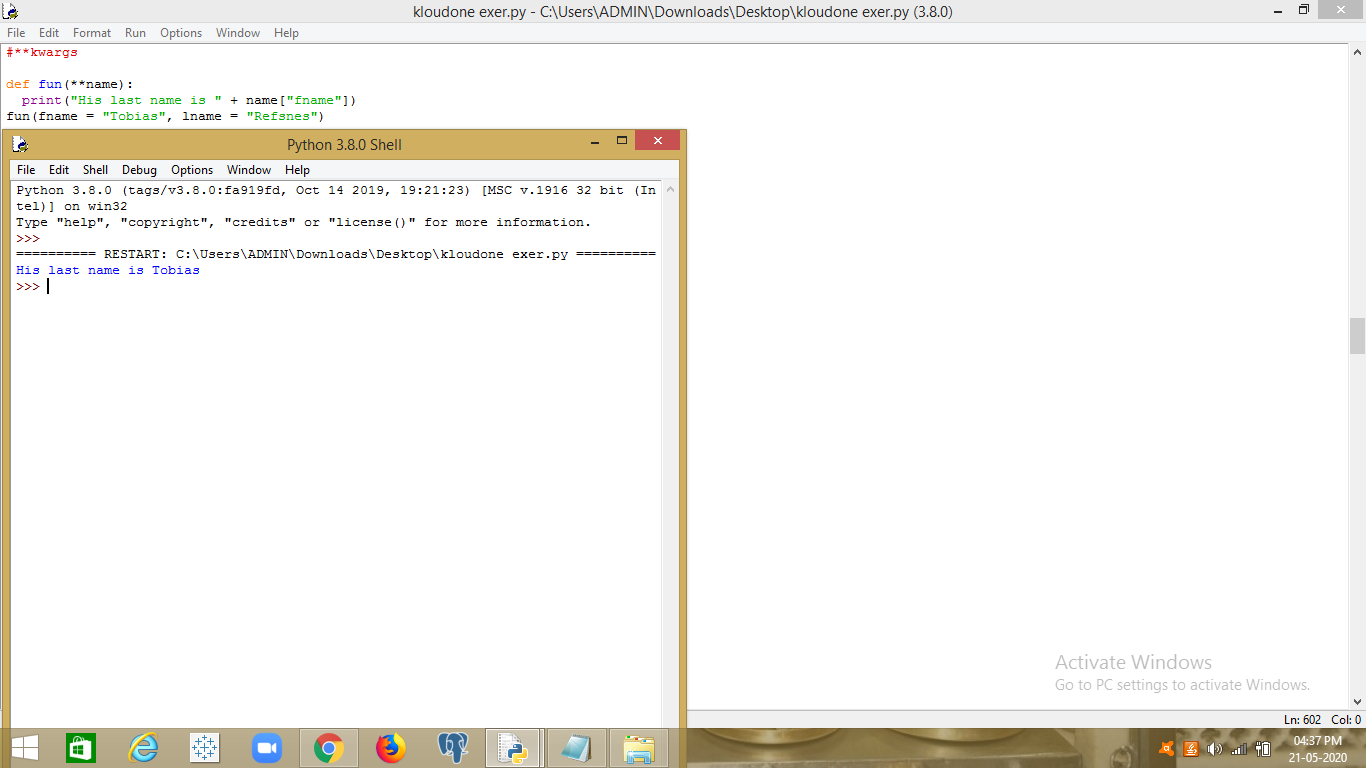 kloudone exer.py - C:\Users\ADMIN\Downloads\Desktop\kloudone exer.py (3.8.0)
File Edit Format Run Options Window Help
#**kwargs
def fun(**name):
  print("His last name is " + name["fname"])
fun(fname = "Tobias", lname = "Refsnes")
Python 3.8.0 Shell
File Edit Shell Debug Options Window Help
Python 3.8.0 (tags/v3.8.0:fa919fd, Oct 14 2019, 19:21:23) [MSC v.1916 32 bit (In
tel)] on win32
Type "help", "copyright", "credits" or "license()" for more information.
>>>
========== RESTART: C:\Users\ADMIN\Downloads\Desktop\kloudone exer.py ==========
His last name is Tobias
>>>
Activate Windows
Go to PC settings to activate Windows.
Ln: 602 Col: 0
04:37 PM
21-05-2020